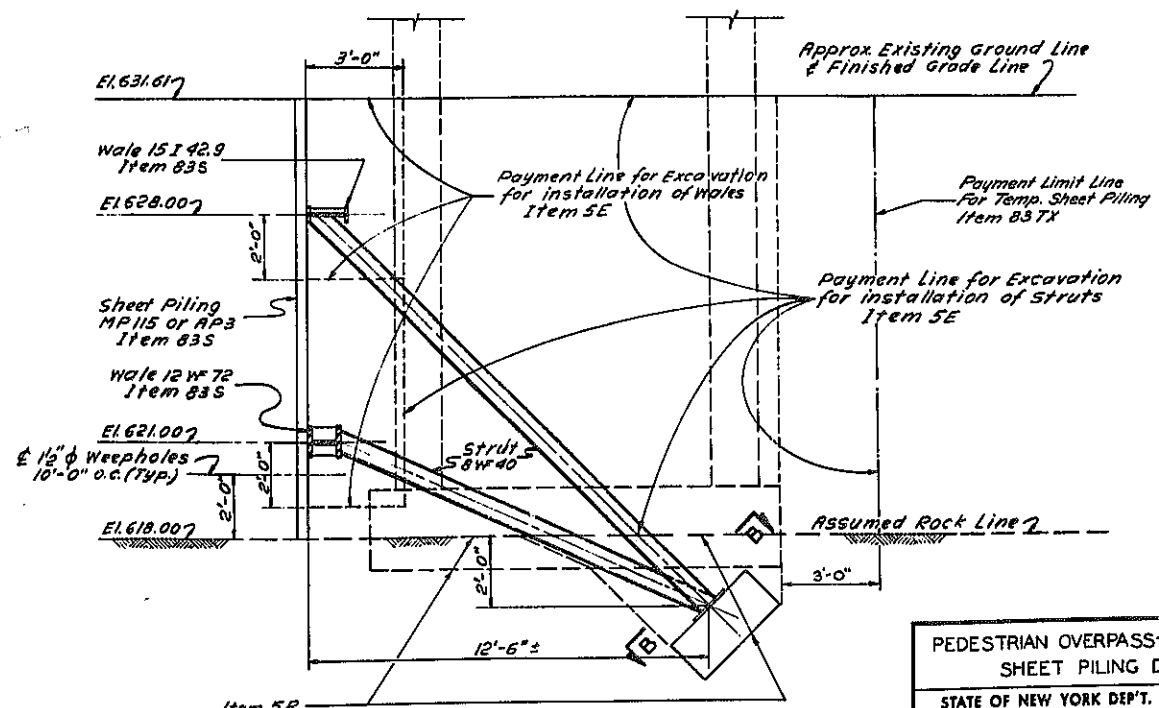 3'-0"
Approx. Existing Ground Line
& Finished Grade Line
El.631.61
Wale 15 I 42.9
Item 83S
Payment Line for Excavation
for installation of Wales
Item 5E
Payment Limit Line
For Temp. Sheet Piling
Item 83TX
El.628.00
2'-0"
Payment Line for Excavation
for installation of Struts
Item 5E
Sheet Piling
MP115 or AP3
Item 83S
Wale 12 WF 72
Item 83S
El.621.00
Strut
8 WF 40
℄ 1½" ϕ Weepholes
10'-0" o.c. (Typ.)
2'-0"
2'-0"
El.618.00
B
Assumed Rock Line
2'-0"
3'-0"
12'-6" ±
B
PEDESTRIAN OVERPASS
SHEET PILING D
STATE OF NEW YORK DEP'T.